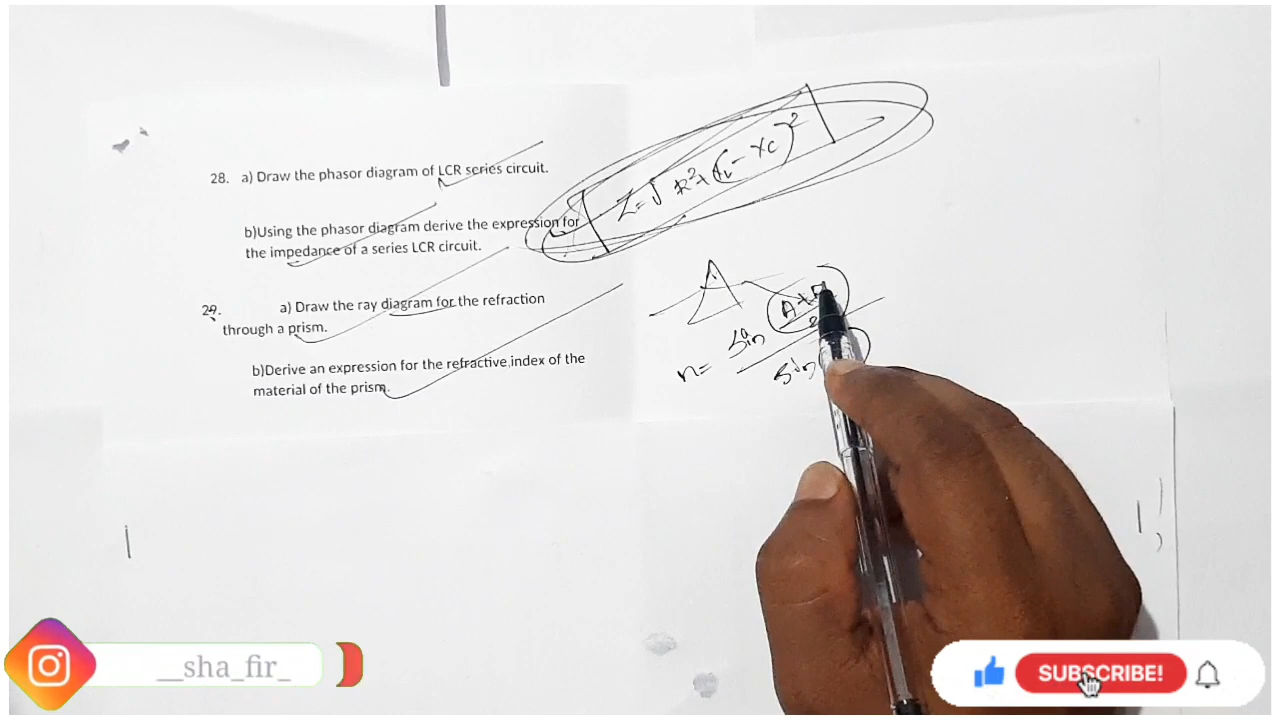 28. a) Draw the phasor diagram of LCR series circuit.
b)Using the phasor diagram derive the expression for
the impedance of a series LCR circuit.
Z=√R²+(XL-XC)²
29. a) Draw the ray diagram for the refraction
through a prism.
b)Derive an expression for the refractive index of the
material of the prism.
A
n= Sin
A+
2
Sin
__sha_fir_
SUBSCRIBE!